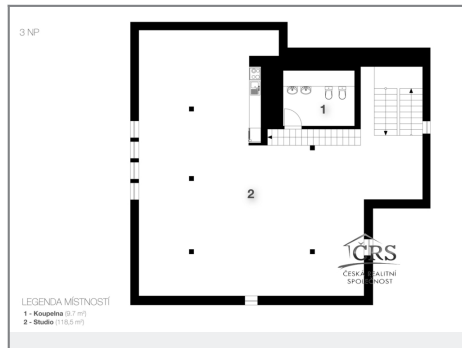 3 NP
1
2
ČRS
ČESKÁ REALITNÍ
SPOLEČNOST
LEGENDA MÍSTNOSTÍ
1 - Koupelna (9,7 m²)
2 - Studio (118,5 m²)